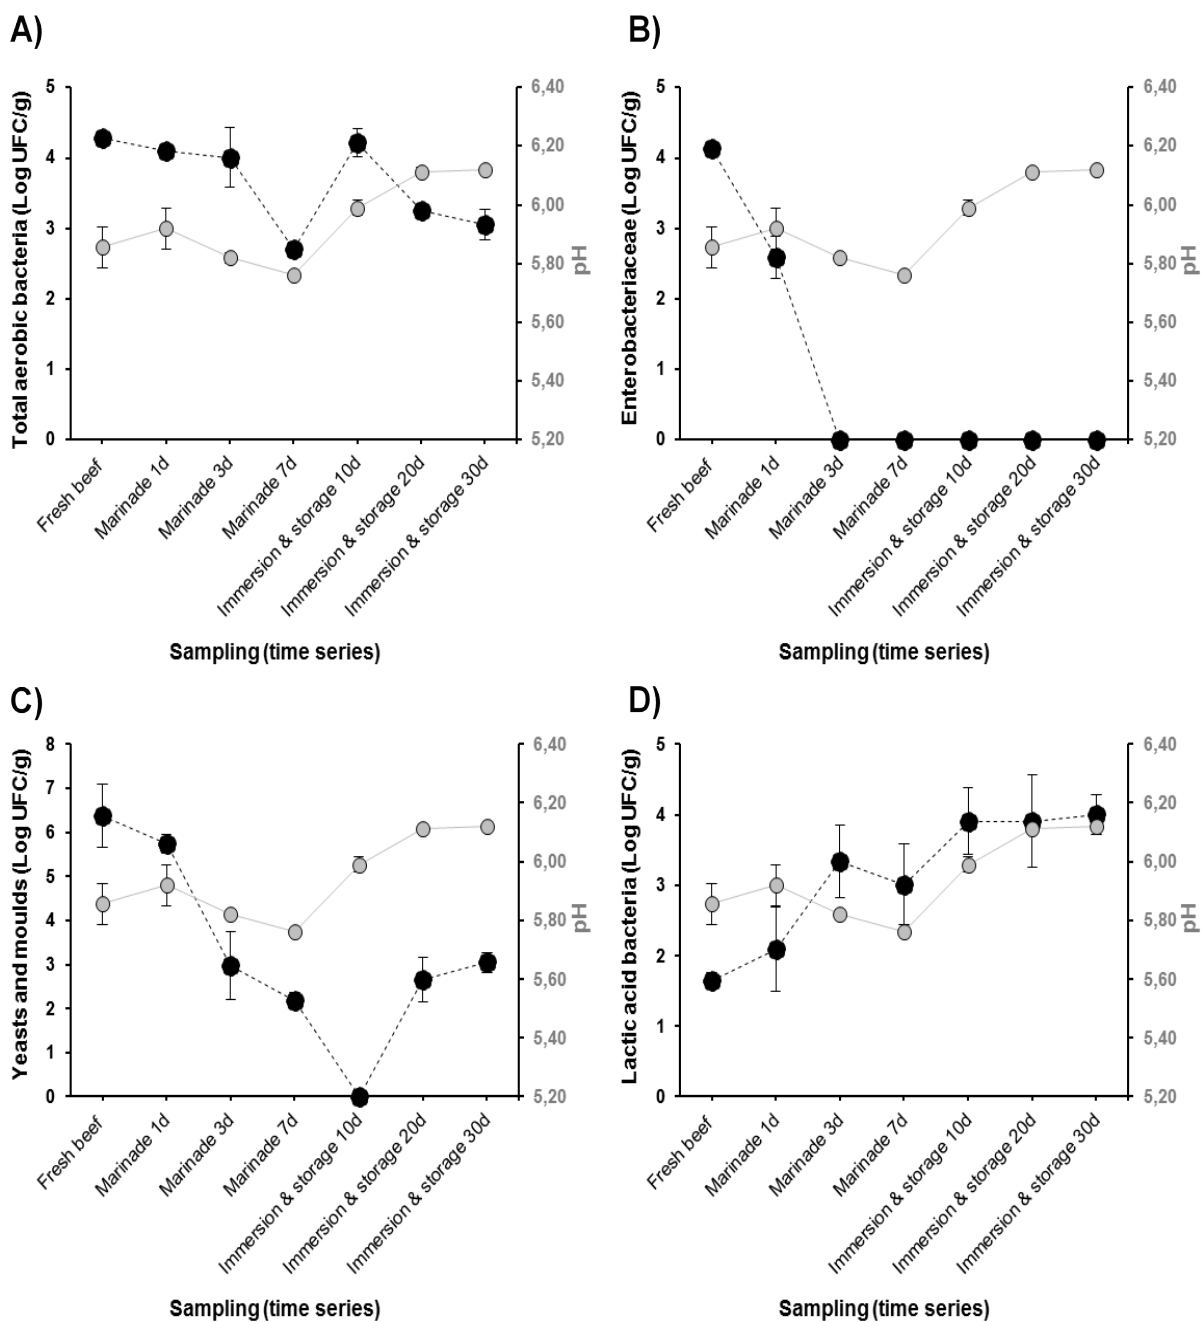 A)
Total aerobic bacteria (Log UFC/g)
5
4
3
2
1
0
6,40
6,20
6,00
5,80
5,60
5,40
5,20
pH
Fresh beef
Marinade 1d
Marinade 3d
Marinade 7d
Immersion & storage 10d
Immersion & storage 20d
Immersion & storage 30d
Sampling (time series)
B)
Enterobacteriaceae (Log UFC/g)
5
4
3
2
1
0
6,40
6,20
6,00
5,80
5,60
5,40
5,20
pH
Fresh beef
Marinade 1d
Marinade 3d
Marinade 7d
Immersion & storage 10d
Immersion & storage 20d
Immersion & storage 30d
Sampling (time series)
C)
Yeasts and moulds (Log UFC/g)
8
7
6
5
4
3
2
1
0
6,40
6,20
6,00
5,80
5,60
5,40
5,20
pH
Fresh beef
Marinade 1d
Marinade 3d
Marinade 7d
Immersion & storage 10d
Immersion & storage 20d
Immersion & storage 30d
Sampling (time series)
D)
Lactic acid bacteria (Log UFC/g)
5
4
3
2
1
0
6,40
6,20
6,00
5,80
5,60
5,40
5,20
pH
Fresh beef
Marinade 1d
Marinade 3d
Marinade 7d
Immersion & storage 10d
Immersion & storage 20d
Immersion & storage 30d
Sampling (time series)